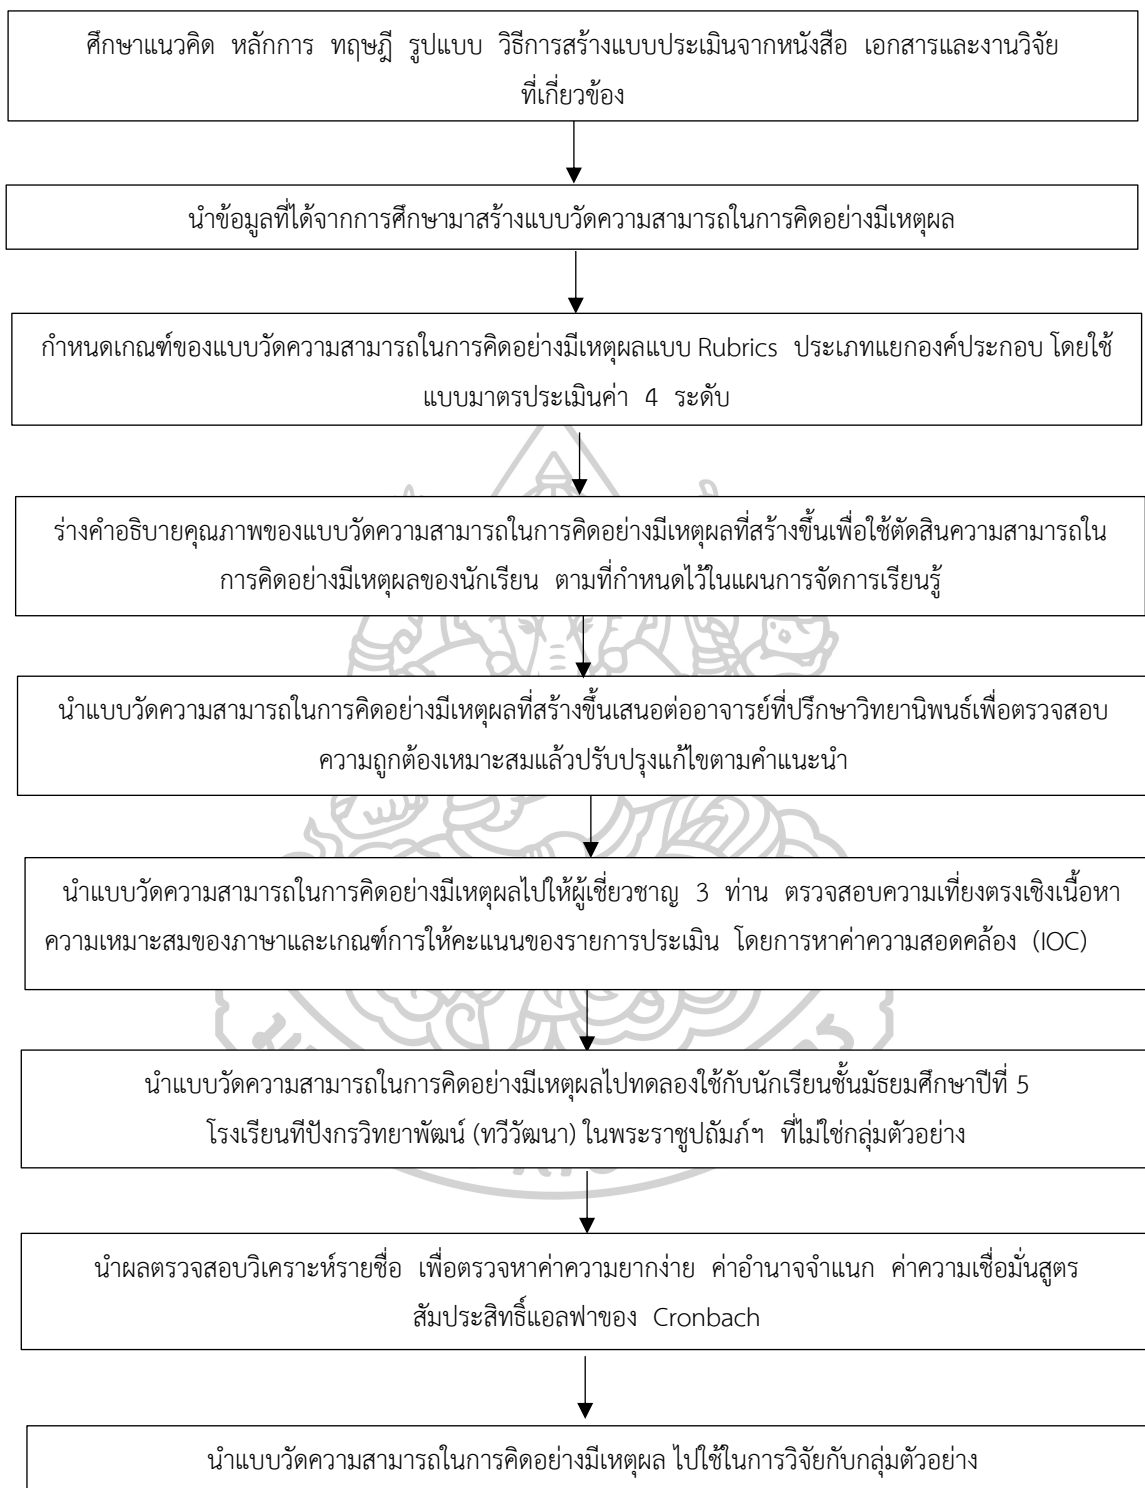 ศึกษาแนวคิด หลักการ ทฤษฎี รูปแบบ วิธีการสร้างแบบประเมินจากหนังสือ เอกสารและงานวิจัย
ที่เกี่ยวข้อง
นำข้อมูลที่ได้จากการศึกษามาสร้างแบบวัดความสามารถในการคิดอย่างมีเหตุผล
กำหนดเกณฑ์ของแบบวัดความสามารถในการคิดอย่างมีเหตุผลแบบ Rubrics ประเภทแยกองค์ประกอบ โดยใช้
แบบมาตรประเมินค่า 4 ระดับ
ร่างคำอธิบายคุณภาพของแบบวัดความสามารถในการคิดอย่างมีเหตุผลที่สร้างขึ้นเพื่อใช้ตัดสินความสามารถใน
การคิดอย่างมีเหตุผลของนักเรียน ตามที่กำหนดไว้ในแผนการจัดการเรียนรู้
นำแบบวัดความสามารถในการคิดอย่างมีเหตุผลที่สร้างขึ้นเสนอต่ออาจารย์ที่ปรึกษาวิทยานิพนธ์เพื่อตรวจสอบ
ความถูกต้องเหมาะสมแล้วปรับปรุงแก้ไขตามคำแนะนำ
นำแบบวัดความสามารถในการคิดอย่างมีเหตุผลไปให้ผู้เชี่ยวชาญ 3 ท่าน ตรวจสอบความเที่ยงตรงเชิงเนื้อหา
ความเหมาะสมของภาษาและเกณฑ์การให้คะแนนของรายการประเมิน โดยการหาค่าความสอดคล้อง (IOC)
นำแบบวัดความสามารถในการคิดอย่างมีเหตุผลไปทดลองใช้กับนักเรียนชั้นมัธยมศึกษาปีที่ 5
โรงเรียนทีปังกรวิทยาพัฒน์ (ทวีวัฒนา) ในพระราชูปถัมภ์ฯ ที่ไม่ใช่กลุ่มตัวอย่าง
นำผลตรวจสอบวิเคราะห์รายชื่อ เพื่อตรวจหาค่าความยากง่าย ค่าอำนาจจำแนก ค่าความเชื่อมั่นสูตร
สัมประสิทธิ์แอลฟาของ Cronbach
นำแบบวัดความสามารถในการคิดอย่างมีเหตุผล ไปใช้ในการวิจัยกับกลุ่มตัวอย่าง